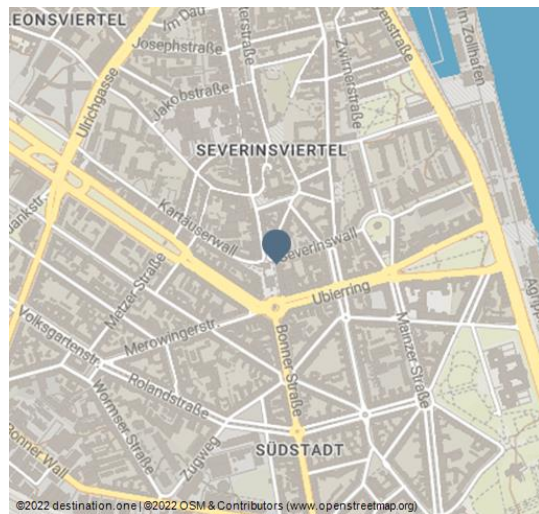 LEONSVIERTEL
Im Dau
Josephstraße
Zwirnerstraße
Im Zollhafen
Ulrichgasse
Jakobstraße
SEVERINSVIERTEL
Kartäuserwall
Severinswall
Metzer Straße
Ubierring
Volksgartenstr.
Merowingerstr.
Bonner Straße
Mainzer Straße
Rolandstraße
Wormser Straße
Zugweg
Bonner Wall
SÜDSTADT
©2022 destination.one | ©2022 OSM & Contributors (www.openstreetmap.org)